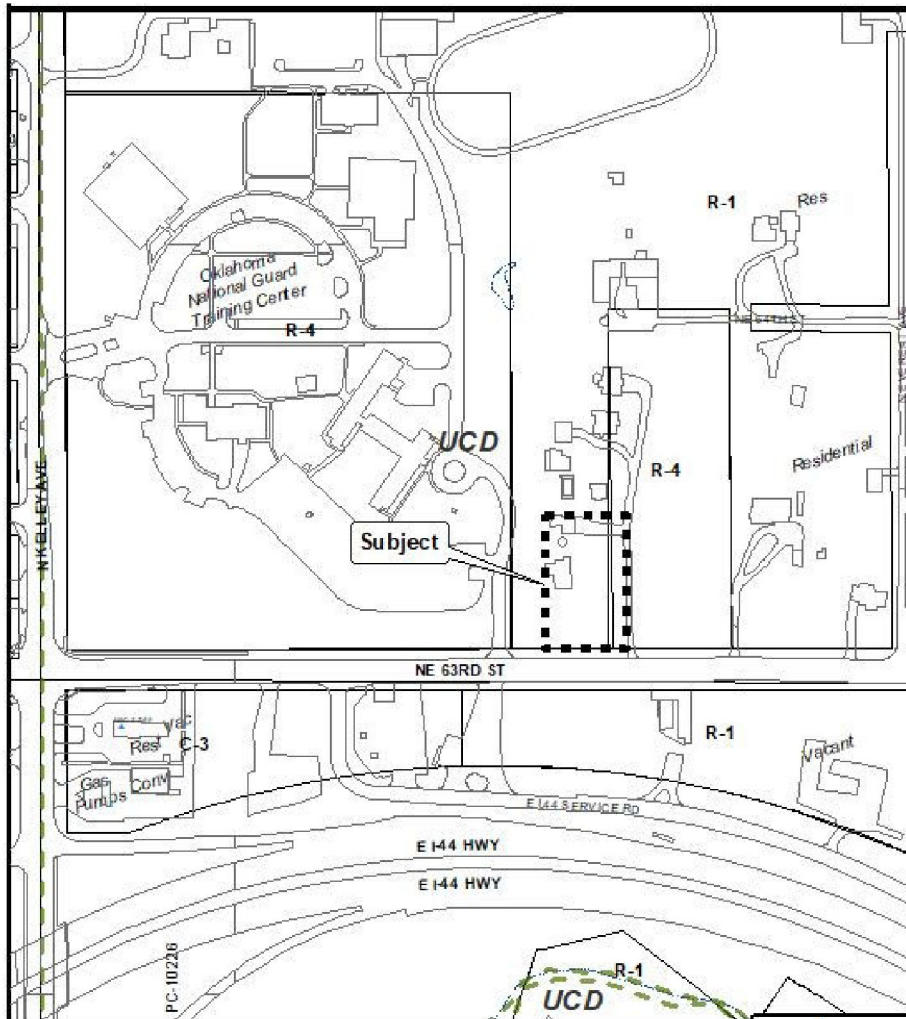 R-1
Res
Oklahoma
National Guard
Training Center
R-4
UCD
R-4
Residential
N KELLEY AVE
Subject
NE 63RD ST
Vac
Rest
C-3
R-1
Vacant
Gas
Pumps
Conv
E I-44 SERVICE RD
E I-44 HWY
E I-44 HWY
PC-10226
R-1
UCD